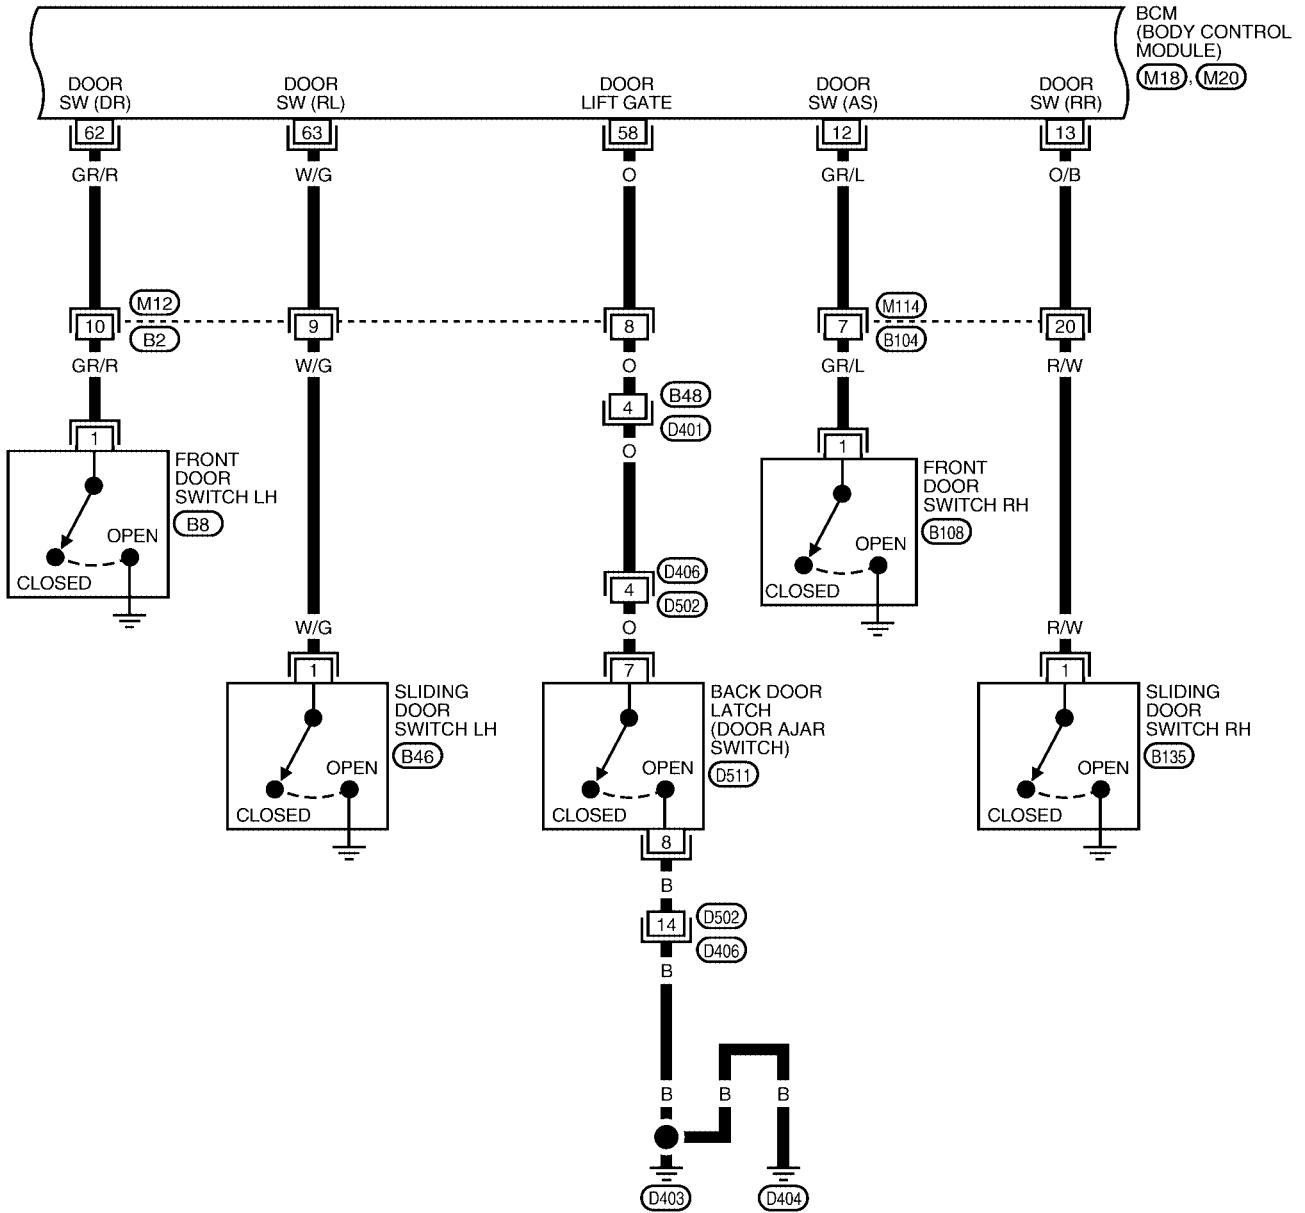 BCM
(BODY CONTROL
MODULE)
M18, M20
DOOR
SW (DR)
DOOR
SW (RL)
DOOR
LIFT GATE
DOOR
SW (AS)
DOOR
SW (RR)
62
63
58
12
13
GR/R
W/G
O
GR/L
O/B
M12
M114
10
9
8
7
20
B2
B104
GR/R
W/G
O
GR/L
R/W
4
B48
D401
O
1
FRONT
DOOR
SWITCH LH
B8
OPEN
CLOSED
1
FRONT
DOOR
SWITCH RH
B108
OPEN
CLOSED
D406
4
D502
W/G
O
R/W
1
SLIDING
DOOR
SWITCH LH
B46
OPEN
CLOSED
7
BACK DOOR
LATCH
(DOOR AJAR
SWITCH)
D511
OPEN
CLOSED
1
SLIDING
DOOR
SWITCH RH
B135
OPEN
CLOSED
8
B
14
D502
D406
B
B
B
B
D403
D404